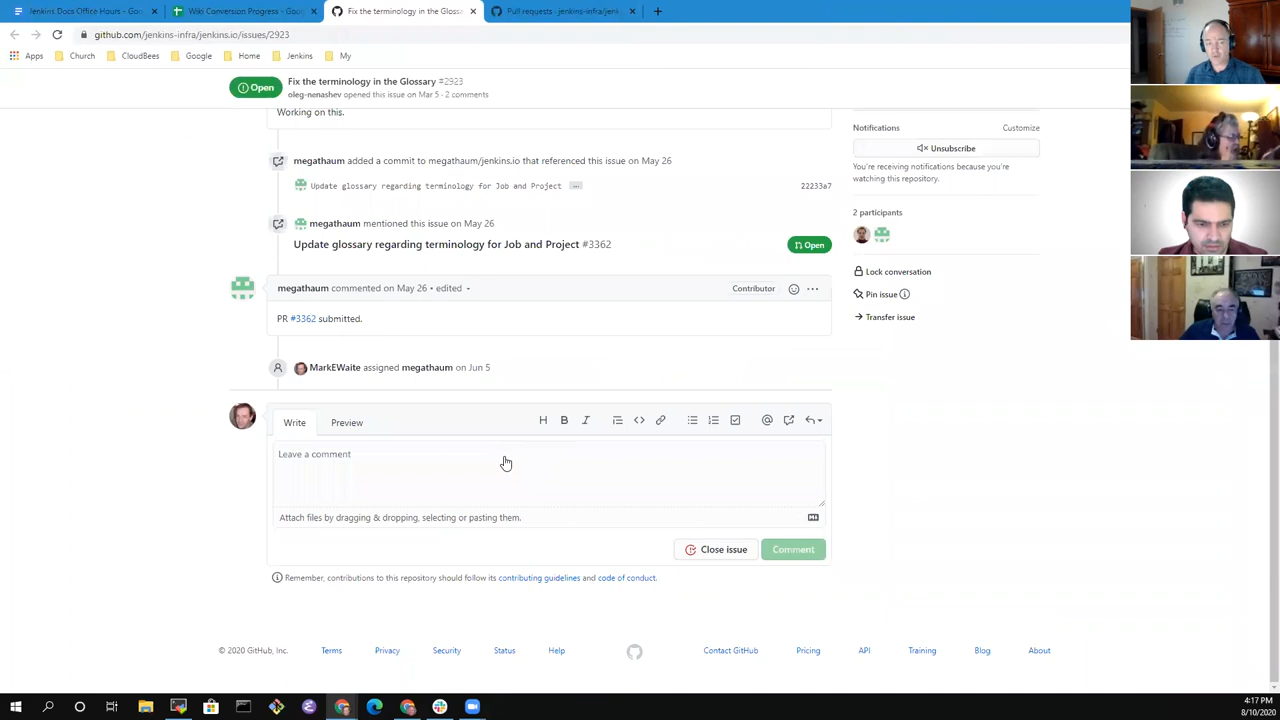 Jenkins.Docs Office Hours - Goo
Wiki Conversion Progress - Goog
Fix the terminology in the Glossa
Pull requests · jenkins-infra/jenki
github.com/jenkins-infra/jenkins.io/issues/2923
Apps
Church
CloudBees
Google
Home
Jenkins
My
Open
Fix the terminology in the Glossary #2923
oleg-nenashev opened this issue on Mar 5 · 2 comments
Working on this.
megathaum added a commit to megathaum/jenkins.io that referenced this issue on May 26
Update glossary regarding terminology for Job and Project ...
22233a7
megathaum mentioned this issue on May 26
Update glossary regarding terminology for Job and Project #3362
Open
megathaum commented on May 26 • edited
Contributor
PR #3362 submitted.
MarkEWaite assigned megathaum on Jun 5
Write
Preview
Leave a comment
Attach files by dragging & dropping, selecting or pasting them.
Close issue
Comment
Remember, contributions to this repository should follow its contributing guidelines and code of conduct.
Notifications
Customize
Unsubscribe
You're receiving notifications because you're
watching this repository.
2 participants
Lock conversation
Pin issue
Transfer issue
© 2020 GitHub, Inc.
Terms
Privacy
Security
Status
Help
Contact GitHub
Pricing
API
Training
Blog
About
4:17 PM
8/10/2020